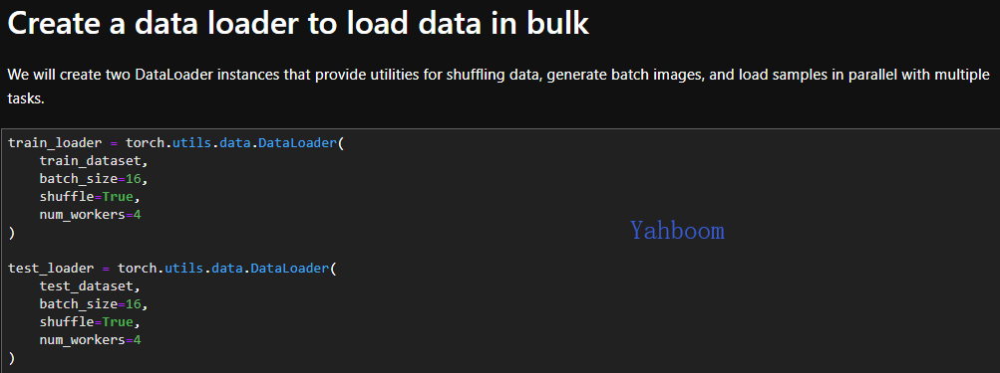 Create a data loader to load data in bulk
We will create two DataLoader instances that provide utilities for shuffling data, generate batch images, and load samples in parallel with multiple
tasks.
train_loader = torch.utils.data.DataLoader(
    train_dataset,
    batch_size=16,
    shuffle=True,
    num_workers=4
)
Yahboom
test_loader = torch.utils.data.DataLoader(
    test_dataset,
    batch_size=16,
    shuffle=True,
    num_workers=4
)